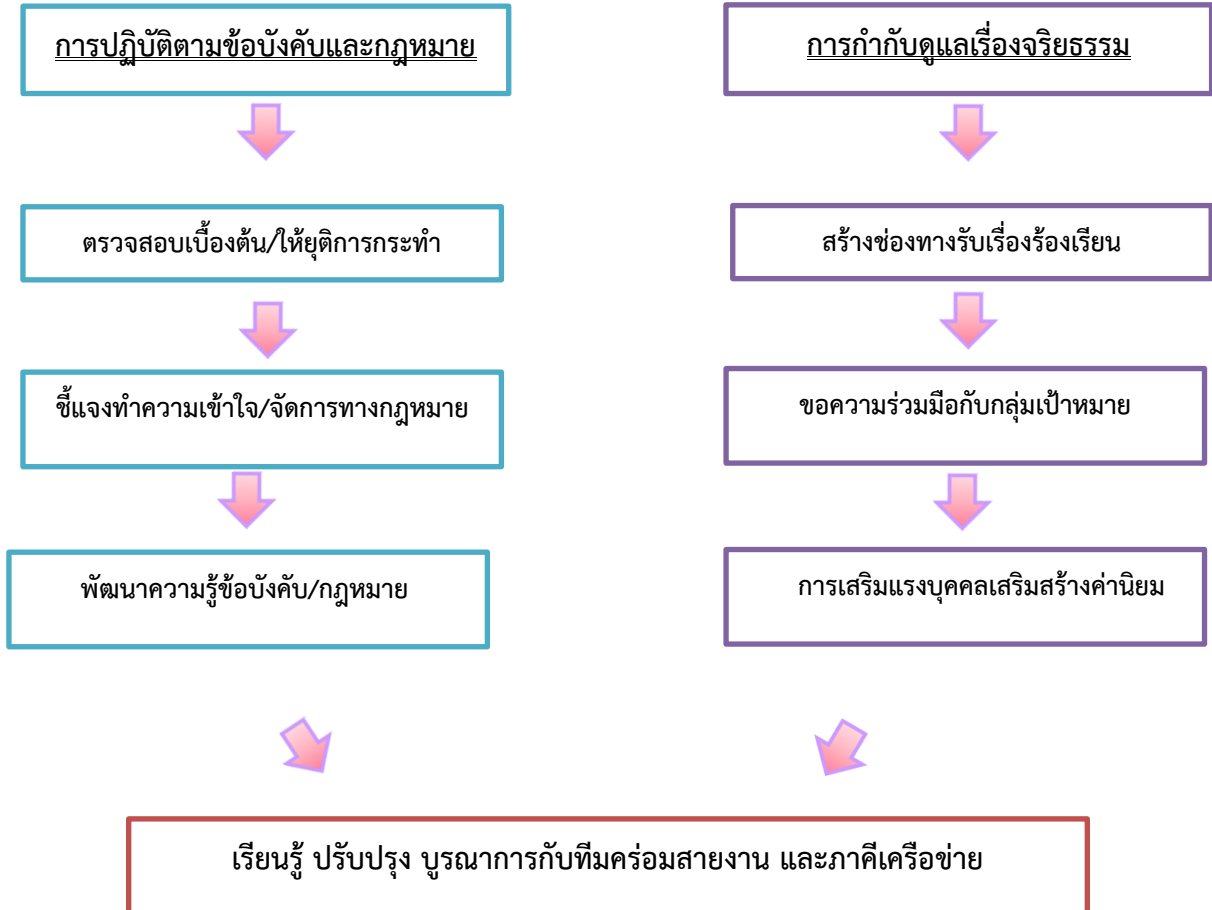 การปฏิบัติตามข้อบังคับและกฎหมาย
การกำกับดูแลเรื่องจริยธรรม
ตรวจสอบเบื้องต้น/ให้ยุติการกระทำ
สร้างช่องทางรับเรื่องร้องเรียน
ชี้แจงทำความเข้าใจ/จัดการทางกฎหมาย
ขอความร่วมมือกับกลุ่มเป้าหมาย
พัฒนาความรู้ข้อบังคับ/กฎหมาย
การเสริมแรงบุคคลเสริมสร้างค่านิยม
เรียนรู้ ปรับปรุง บูรณาการกับทีมคร่อมสายงาน และภาคีเครือข่าย